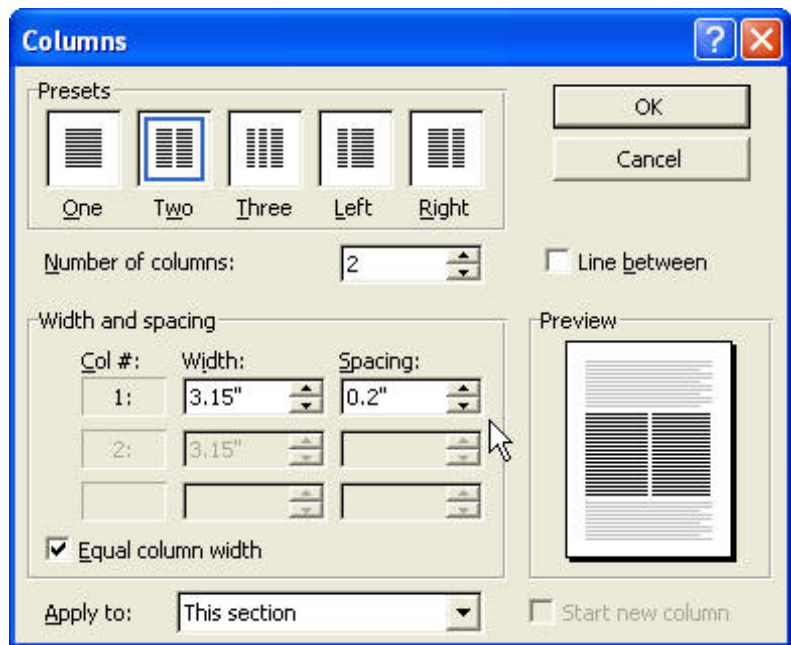 Columns
Presets
OK
Cancel
One Two Three Left Right
Number of columns: 2
Line between
Width and spacing
Preview
Col #: Width: Spacing:
1: 3.15" 0.2"
2: 3.15"
Equal column width
Apply to: This section
Start new column